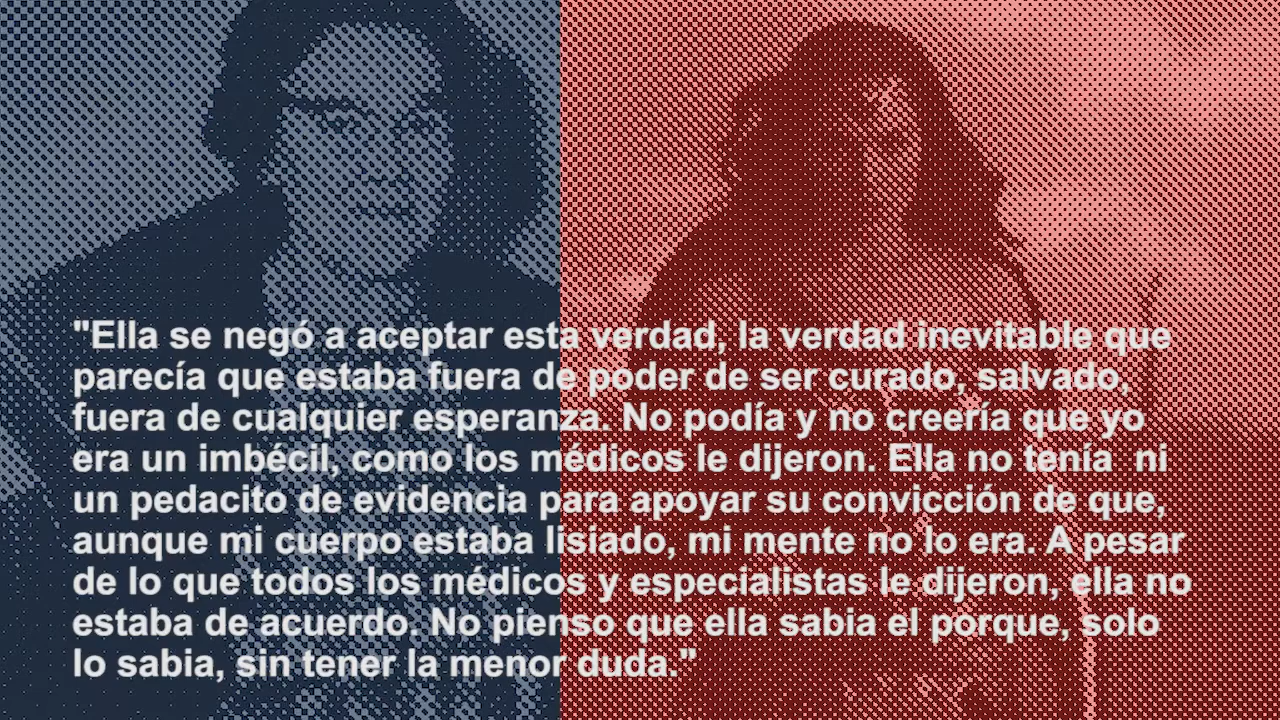 "Ella se negó a aceptar esta verdad, la verdad inevitable que
parecía que estaba fuera de poder de ser curado, salvado,
fuera de cualquier esperanza. No podía y no creería que yo
era un imbécil, como los médicos le dijeron. Ella no tenía  ni
un pedacito de evidencia para apoyar su convicción de que,
aunque mi cuerpo estaba lisiado, mi mente no lo era. A pesar
de lo que todos los médicos y especialistas le dijeron, ella no
estaba de acuerdo. No pienso que ella sabia el porque, solo
lo sabia, sin tener la menor duda."